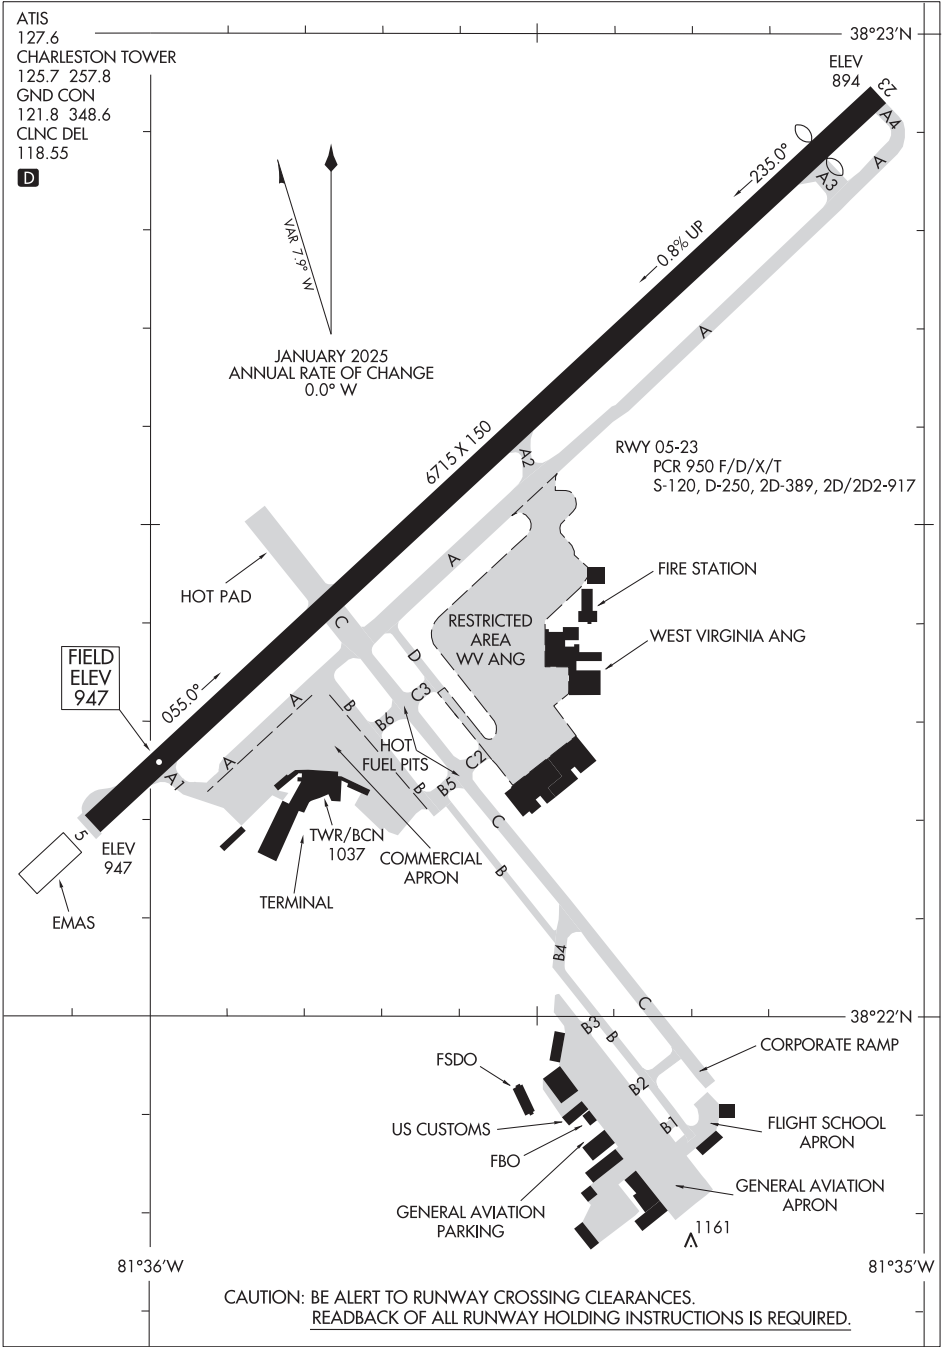 ATIS
127.6
CHARLESTON TOWER
125.7 257.8
GND CON
121.8 348.6
CLNC DEL
118.55
D
38°23'N
ELEV
894
23
A4
A
A3
235.0°
0.8% UP
VAR 7.9° W
JANUARY 2025
ANNUAL RATE OF CHANGE
0.0° W
A
6715 X 150
A2
RWY 05-23
PCR 950 F/D/X/T
S-120, D-250, 2D-389, 2D/2D2-917
HOT PAD
A
FIRE STATION
C
RESTRICTED
AREA
WV ANG
WEST VIRGINIA ANG
D
FIELD
ELEV
947
055.0°
A
B
B6
C3
HOT
FUEL PITS
C2
A
A1
B
B5
C
5
ELEV
947
TWR/BCN
1037
COMMERCIAL
APRON
B
TERMINAL
EMAS
B4
C
38°22'N
B3
B
CORPORATE RAMP
FSDO
B2
US CUSTOMS
B1
FLIGHT SCHOOL
APRON
FBO
GENERAL AVIATION
APRON
GENERAL AVIATION
PARKING
1161
81°36'W
81°35'W
CAUTION: BE ALERT TO RUNWAY CROSSING CLEARANCES.
READBACK OF ALL RUNWAY HOLDING INSTRUCTIONS IS REQUIRED.